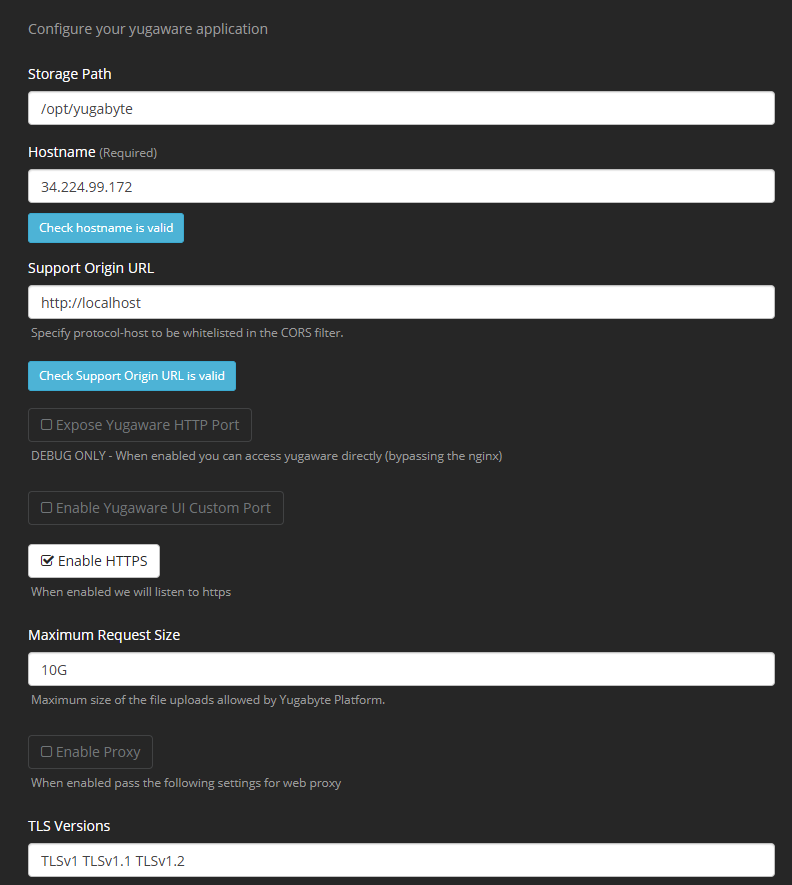 Configure your yugaware application
Storage Path
/opt/yugabyte
Hostname (Required)
34.224.99.172
Check hostname is valid
Support Origin URL
http://localhost
Specify protocol-host to be whitelisted in the CORS filter.
Check Support Origin URL is valid
Expose Yugaware HTTP Port
DEBUG ONLY - When enabled you can access yugaware directly (bypassing the nginx)
Enable Yugaware UI Custom Port
Enable HTTPS
When enabled we will listen to https
Maximum Request Size
10G
Maximum size of the file uploads allowed by Yugabyte Platform.
Enable Proxy
When enabled pass the following settings for web proxy
TLS Versions
TLSv1 TLSv1.1 TLSv1.2